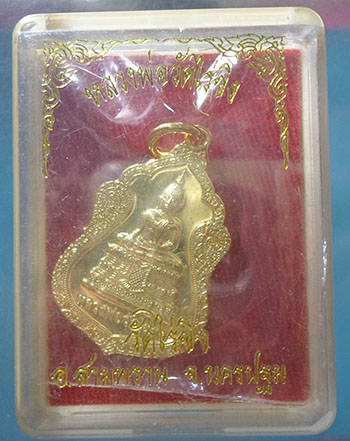 หลวงพ่อวัดไร่ขิง
วัดไร่ขิง
อ.สามพราน จ.นครปฐม